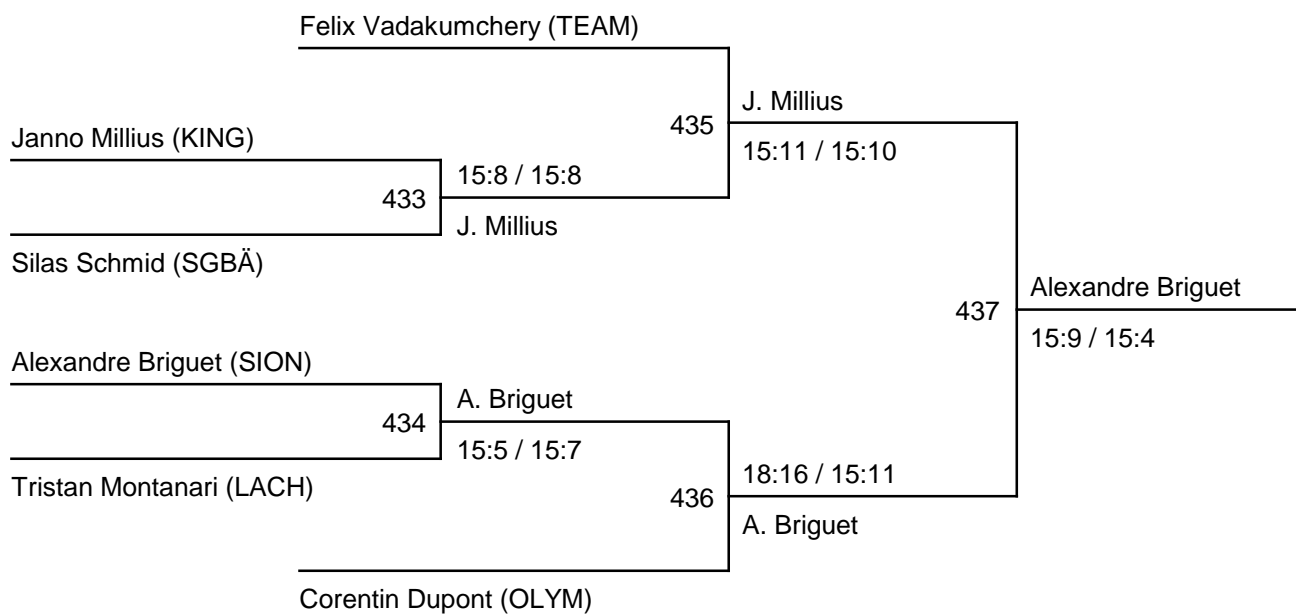 Felix Vadakumchery (TEAM)
J. Millius
435
Janno Millius (KING)
15:11 / 15:10
15:8 / 15:8
433
J. Millius
Silas Schmid (SGBÄ)
Alexandre Briguet
437
15:9 / 15:4
Alexandre Briguet (SION)
A. Briguet
434
15:5 / 15:7
Tristan Montanari (LACH)
18:16 / 15:11
436
A. Briguet
Corentin Dupont (OLYM)